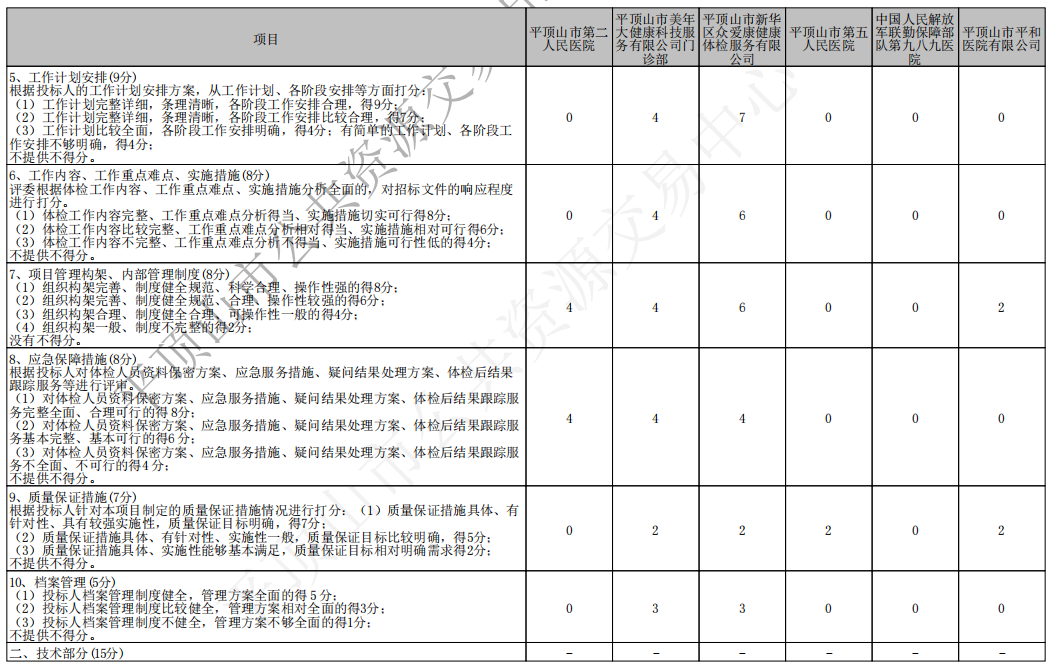 项目
平顶山市第二
人民医院
平顶山市美年
大健康科技服
务有限公司门
诊部
平顶山市新华
区众爱康健康
体检服务有限
公司
平顶山市第五
人民医院
中国人民解放
军联勤保障部
队第九八九医
院
平顶山市平和
医院有限公司
5、工作计划安排(9分)
根据投标人的工作计划安排方案，从工作计划、各阶段安排等方面打分：
（1）工作计划完整详细，条理清晰，各阶段工作安排合理，得9分；
（2）工作计划完整详细，条理清晰，各阶段工作安排比较合理，得7分；
（3）工作计划比较全面，各阶段工作安排明确，得4分；有简单的工作计划、各阶段工
作安排不够明确，得4分；
不提供不得分。
0 4 7 0 0 0
6、工作内容、工作重点难点、实施措施(8分)
评委根据体检工作内容、工作重点难点、实施措施分析全面的，对招标文件的响应程度
进行打分。
（1）体检工作内容完整、工作重点难点分析得当、实施措施切实可行得8分；
（2）体检工作内容比较完整、工作重点难点分析相对得当、实施措施相对可行得6分；
（3）体检工作内容不完整、工作重点难点分析不得当、实施措施可行性低的得4分；
不提供不得分。
0 4 6 0 0 0
7、项目管理构架、内部管理制度(8分)
（1）组织构架完善、制度健全规范、科学合理、操作性强的得8分；
（2）组织构架完善、制度健全规范、合理、操作性较强的得6分；
（3）组织构架合理、制度健全合理、可操作性一般的得4分；
（4）组织构架一般、制度不完整的得2分；
没有不得分。
4 4 6 0 0 2
8、应急保障措施(8分)
根据投标人对体检人员资料保密方案、应急服务措施、疑问结果处理方案、体检后结果
跟踪服务等进行评审。
（1）对体检人员资料保密方案、应急服务措施、疑问结果处理方案、体检后结果跟踪服
务完整全面、合理可行的得 8分；
（2）对体检人员资料保密方案、应急服务措施、疑问结果处理方案、体检后结果跟踪服
务基本完整、基本可行的得6 分；
（3）对体检人员资料保密方案、应急服务措施、疑问结果处理方案、体检后结果跟踪服
务不全面、不可行的得4 分；
不提供不得分。
4 4 4 0 0 0
9、质量保证措施(7分)
根据投标人针对本项目制定的质量保证措施情况进行打分：（1）质量保证措施具体、有
针对性、具有较强实施性，质量保证目标明确，得7分；
（2）质量保证措施具体、有针对性、实施性一般，质量保证目标比较明确，得5分；
（3）质量保证措施具体、实施性能够基本满足，质量保证目标相对明确需求得2分；
不提供不得分。
0 2 2 2 0 2
10、档案管理(5分)
（1）投标人档案管理制度健全，管理方案全面的得 5 分；
（2）投标人档案管理制度比较健全，管理方案相对全面的得3分；
（3）投标人档案管理制度不健全，管理方案不够全面的得1分；
不提供不得分。
0 3 3 0 0 0
二、技术部分(15分)
– – – – – –
平顶山市公共资源交易中心
平顶山市公共资源交易中心